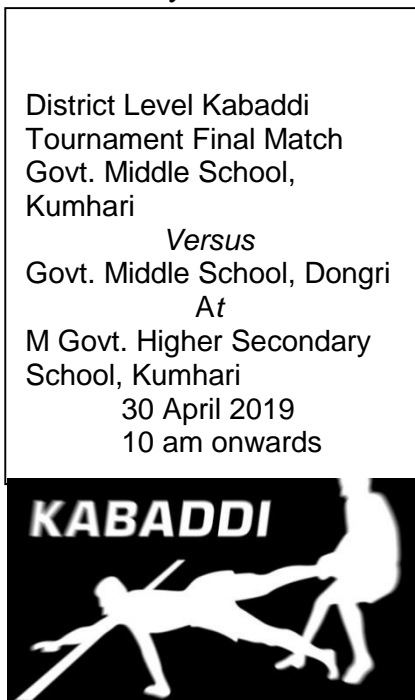 District Level Kabaddi
Tournament Final Match
Govt. Middle School,
Kumhari
Versus
Govt. Middle School, Dongri
At
M Govt. Higher Secondary
School, Kumhari
30 April 2019
10 am onwards
KABADDI